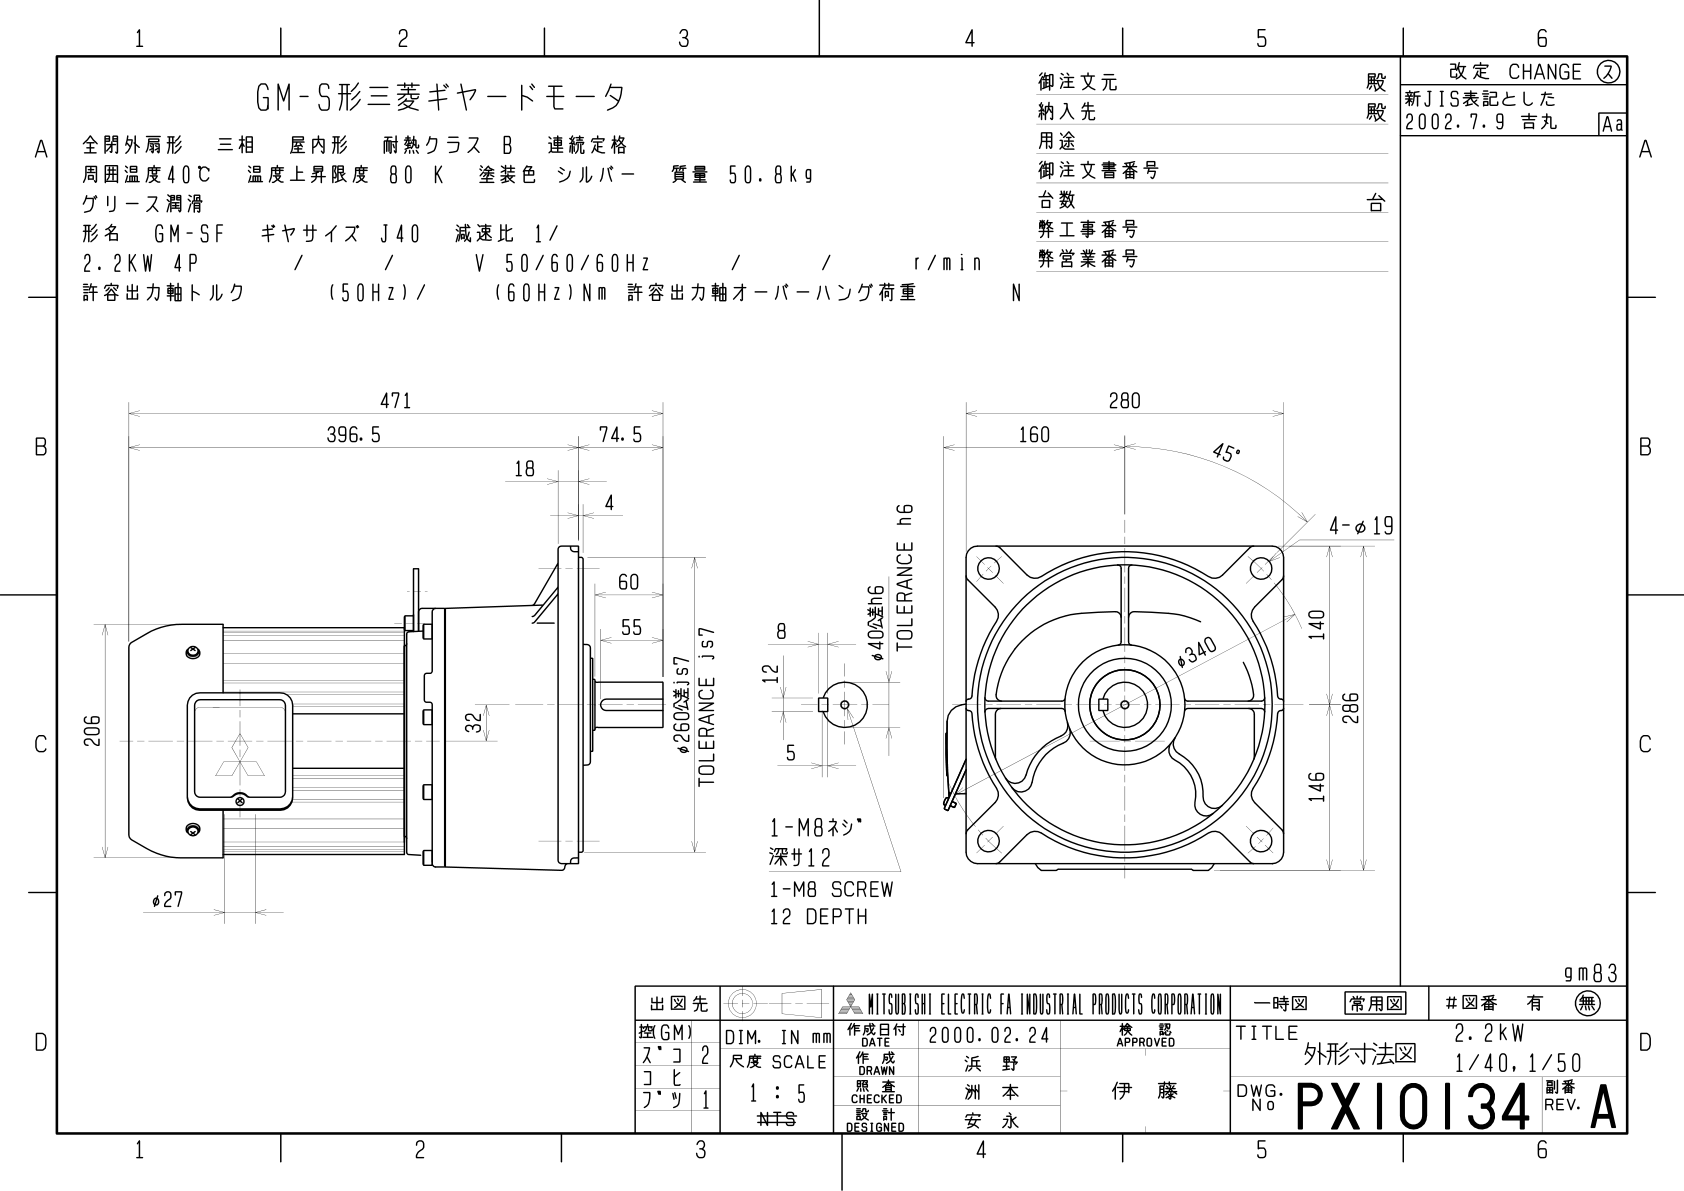 1 2 3 4 5 6
GM-S形三菱ギヤードモータ
全閉外扇形 三相 屋内形 耐熱クラス B 連続定格
周囲温度40℃ 温度上昇限度 80 K 塗装色 シルバー 質量 50.8kg
グリース潤滑
形名 GM-SF ギヤサイズ J40 減速比 1/
2.2KW 4P / / V 50/60/60Hz / / r/min
許容出力軸トルク (50Hz)/ (60Hz)Nm 許容出力軸オーバーハング荷重 N
御注文元 殿
納入先 殿
用途
御注文書番号
台数 台
弊工事番号
弊営業番号
改定 CHANGE ス
新JIS表記とした
2002.7.9 吉丸 Aa
A A
B B
C C
D D
471
396.5 74.5
18
4
60
55
32
206
φ27
φ260公差js7
TOLERANCE js7
8
12
5
φ40公差h6
TOLERANCE h6
1-M8ネジ
深サ12
1-M8 SCREW
12 DEPTH
280
160
45°
4-φ19
φ340
140
286
146
gm83
出図先
控(GM)
ズコ 2
コヒ
ブツ 1
DIM. IN mm
尺度 SCALE
1 : 5
NTS
MITSUBISHI ELECTRIC FA INDUSTRIAL PRODUCTS CORPORATION
作成日付 DATE 2000.02.24
作成 DRAWN 浜野
照査 CHECKED 洲本
設計 DESIGNED 安永
検認 APPROVED
伊藤
一時図 常用図 #図番 有 無
TITLE 外形寸法図
2.2kW
1/40,1/50
DWG. No PX10134
副番 REV. A
1 2 3 4 5 6